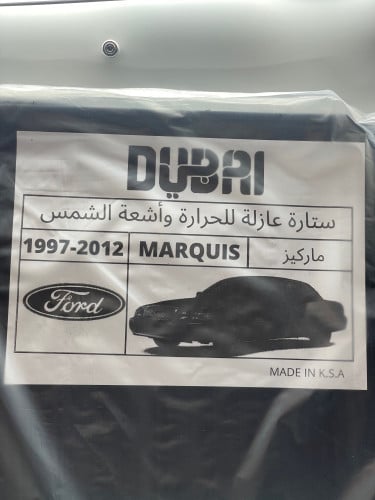 DUBAI
ستارة عازلة للحرارة وأشعة الشمس
1997-2012 MARQUIS ماركيز
Ford
MADE IN K.S.A